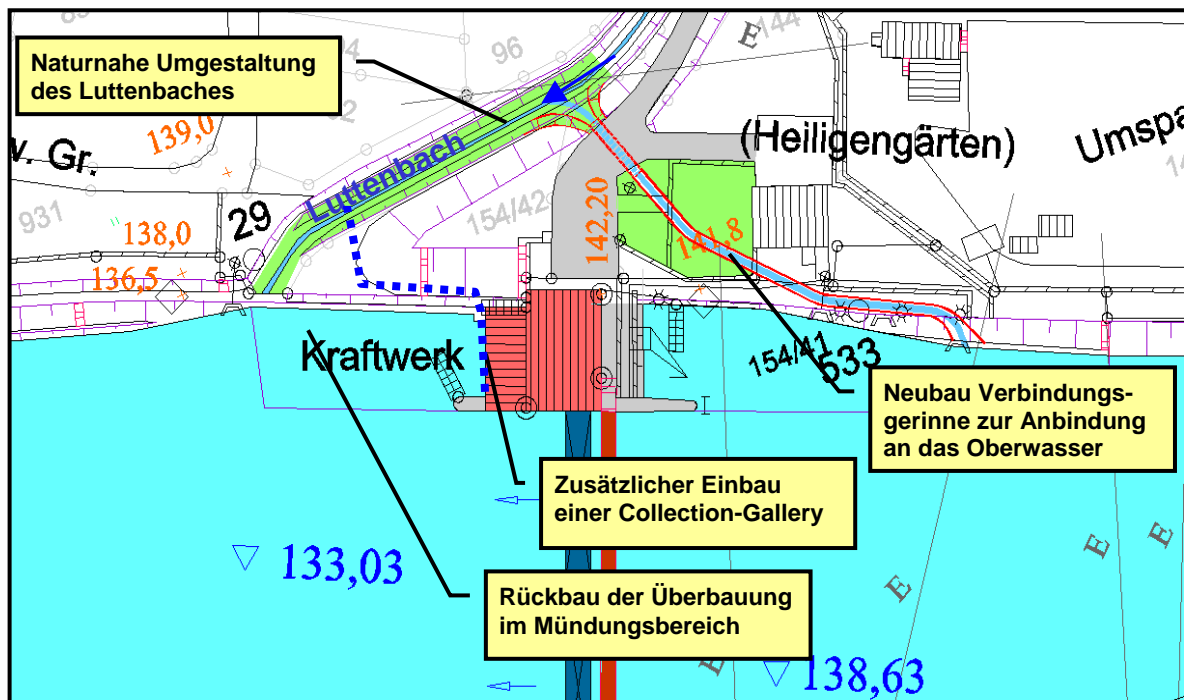 Naturnahe Umgestaltung
des Luttenbaches
96
144
E
139,0
(Heiligengärten)
Umspa
w. Gr.
931
29
Luttenbach
154/42
142,20
141,8
138,0
136,5
Kraftwerk
154/41
533
Neubau Verbindungs-
gerinne zur Anbindung
an das Oberwasser
Zusätzlicher Einbau
einer Collection-Gallery
133,03
E
E
E
Rückbau der Überbauung
im Mündungsbereich
E
138,63